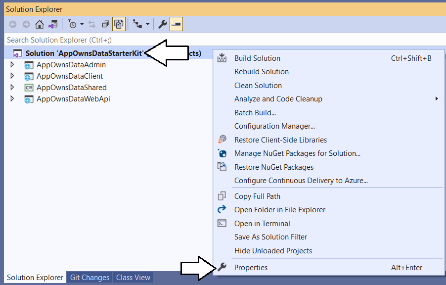 Solution Explorer
Search Solution Explorer (Ctrl+;)
Solution 'AppOwnsDataStarterKit' cts)
AppOwnsDataAdmin
AppOwnsDataClient
AppOwnsDataShared
AppOwnsDataWebApi
Build Solution Ctrl+Shift+B
Rebuild Solution
Clean Solution
Analyze and Code Cleanup
Batch Build...
Configuration Manager...
Restore Client-Side Libraries
Manage NuGet Packages for Solution...
Restore NuGet Packages
Configure Continuous Delivery to Azure...
Copy Full Path
Open Folder in File Explorer
Open in Terminal
Save As Solution Filter
Hide Unloaded Projects
Properties Alt+Enter
Solution Explorer Git Changes Class View